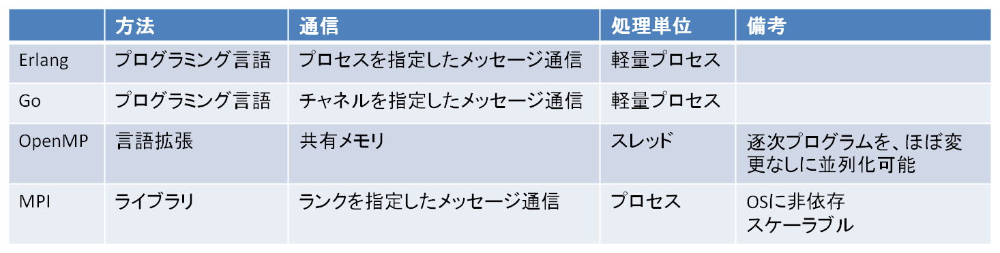 方法 通信 処理単位 備考
Erlang プログラミング言語 プロセスを指定したメッセージ通信 軽量プロセス
Go プログラミング言語 チャネルを指定したメッセージ通信 軽量プロセス
OpenMP 言語拡張 共有メモリ スレッド 逐次プログラムを、ほぼ変
更なしに並列化可能
MPI ライブラリ ランクを指定したメッセージ通信 プロセス OSに非依存
スケーラブル